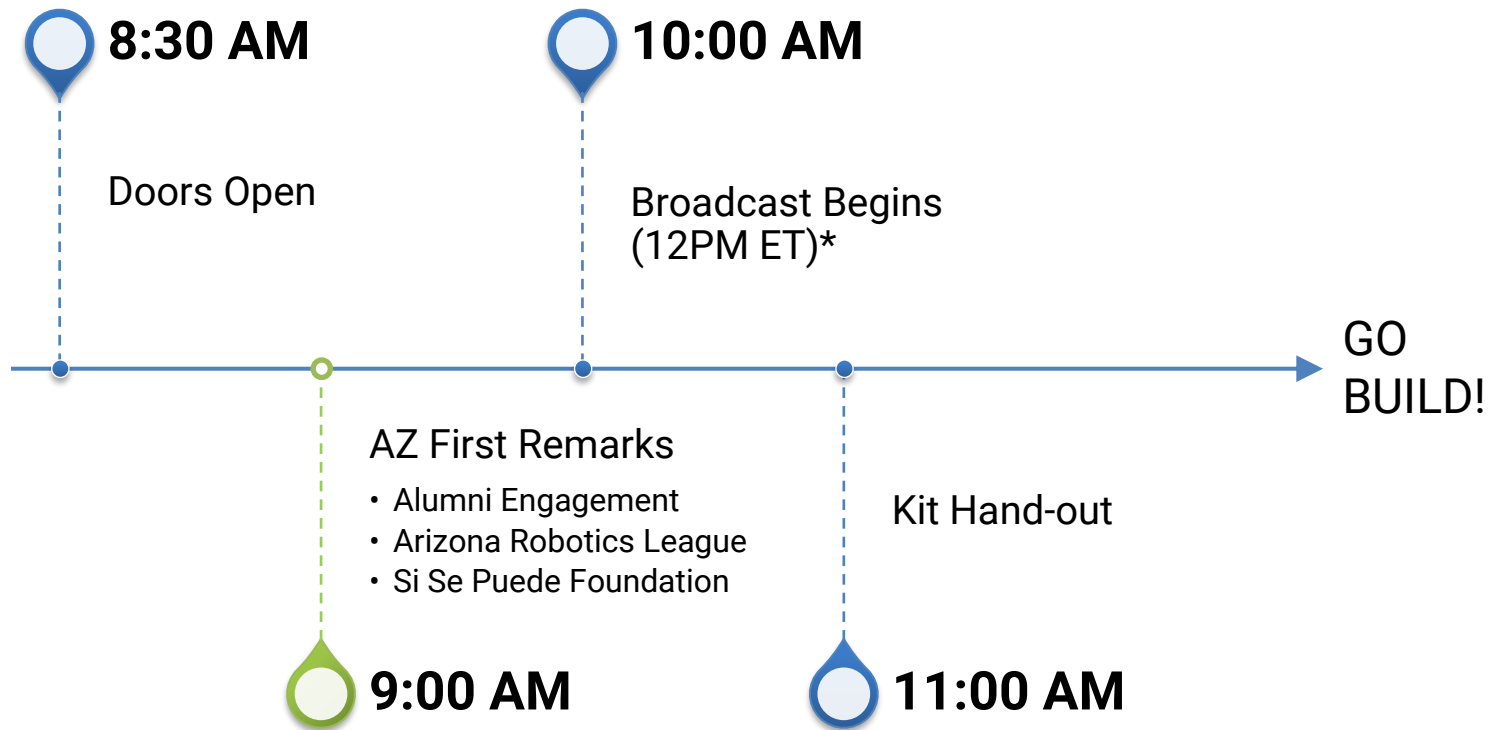 8:30 AM
Doors Open
9:00 AM
AZ First Remarks
• Alumni Engagement
• Arizona Robotics League
• Si Se Puede Foundation
10:00 AM
Broadcast Begins
(12PM ET)*
11:00 AM
Kit Hand-out
GO
BUILD!